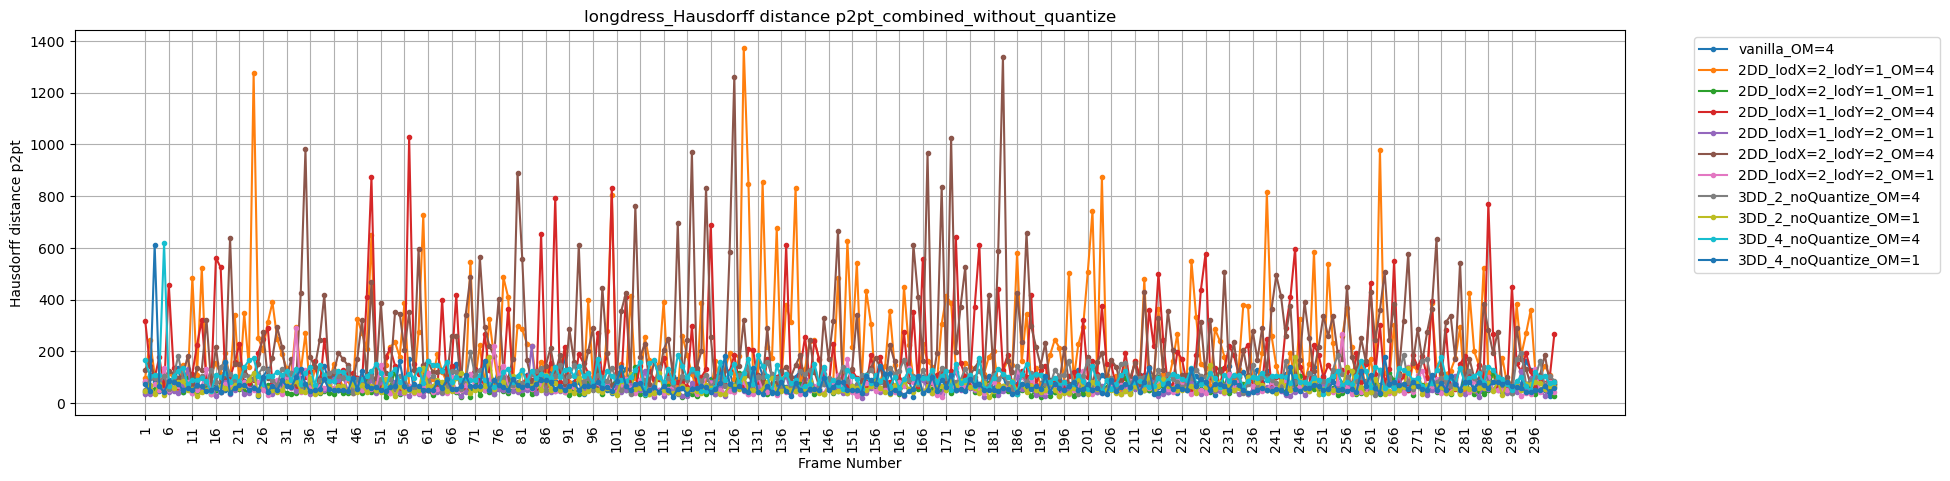 longdress_Hausdorff distance p2pt_combined_without_quantize
1400
1200
1000
800
600
400
200
0
Hausdorff distance p2pt
1 6 11 16 21 26 31 36 41 46 51 56 61 66 71 76 81 86 91 96 101 106 111 116 121 126 131 136 141 146 151 156 161 166 171 176 181 186 191 196 201 206 211 216 221 226 231 236 241 246 251 256 261 266 271 276 281 286 291 296
Frame Number
vanilla_OM=4
2DD_lodX=2_lodY=1_OM=4
2DD_lodX=2_lodY=1_OM=1
2DD_lodX=1_lodY=2_OM=4
2DD_lodX=1_lodY=2_OM=1
2DD_lodX=2_lodY=2_OM=4
2DD_lodX=2_lodY=2_OM=1
3DD_2_noQuantize_OM=4
3DD_2_noQuantize_OM=1
3DD_4_noQuantize_OM=4
3DD_4_noQuantize_OM=1